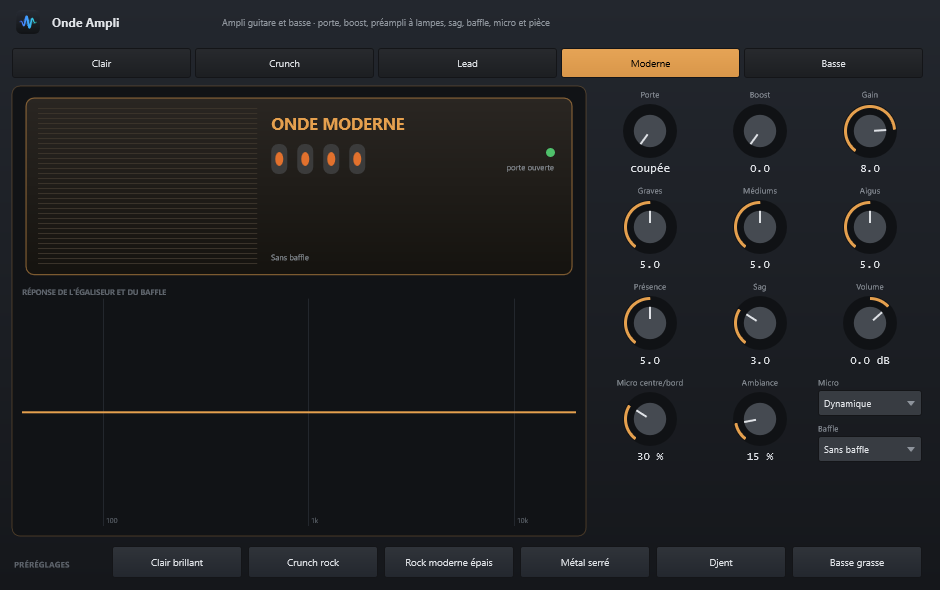 Onde Ampli
Ampli guitare et basse - porte, boost, préampli à lampes, sag, baffle, micro et pièce
Clair
Crunch
Lead
Moderne
Basse
ONDE MODERNE
porte ouverte
Sans baffle
RÉPONSE DE L'ÉGALISEUR ET DU BAFFLE
100
1k
10k
Porte
Boost
Gain
coupée
0.0
8.0
Graves
Médiums
Aigus
5.0
5.0
5.0
Présence
Sag
Volume
5.0
3.0
0.0 dB
Micro centre/bord
Ambiance
Micro
Dynamique
Baffle
Sans baffle
30 %
15 %
PRÉRÉGLAGES
Clair brillant
Crunch rock
Rock moderne épais
Métal serré
Djent
Basse grasse